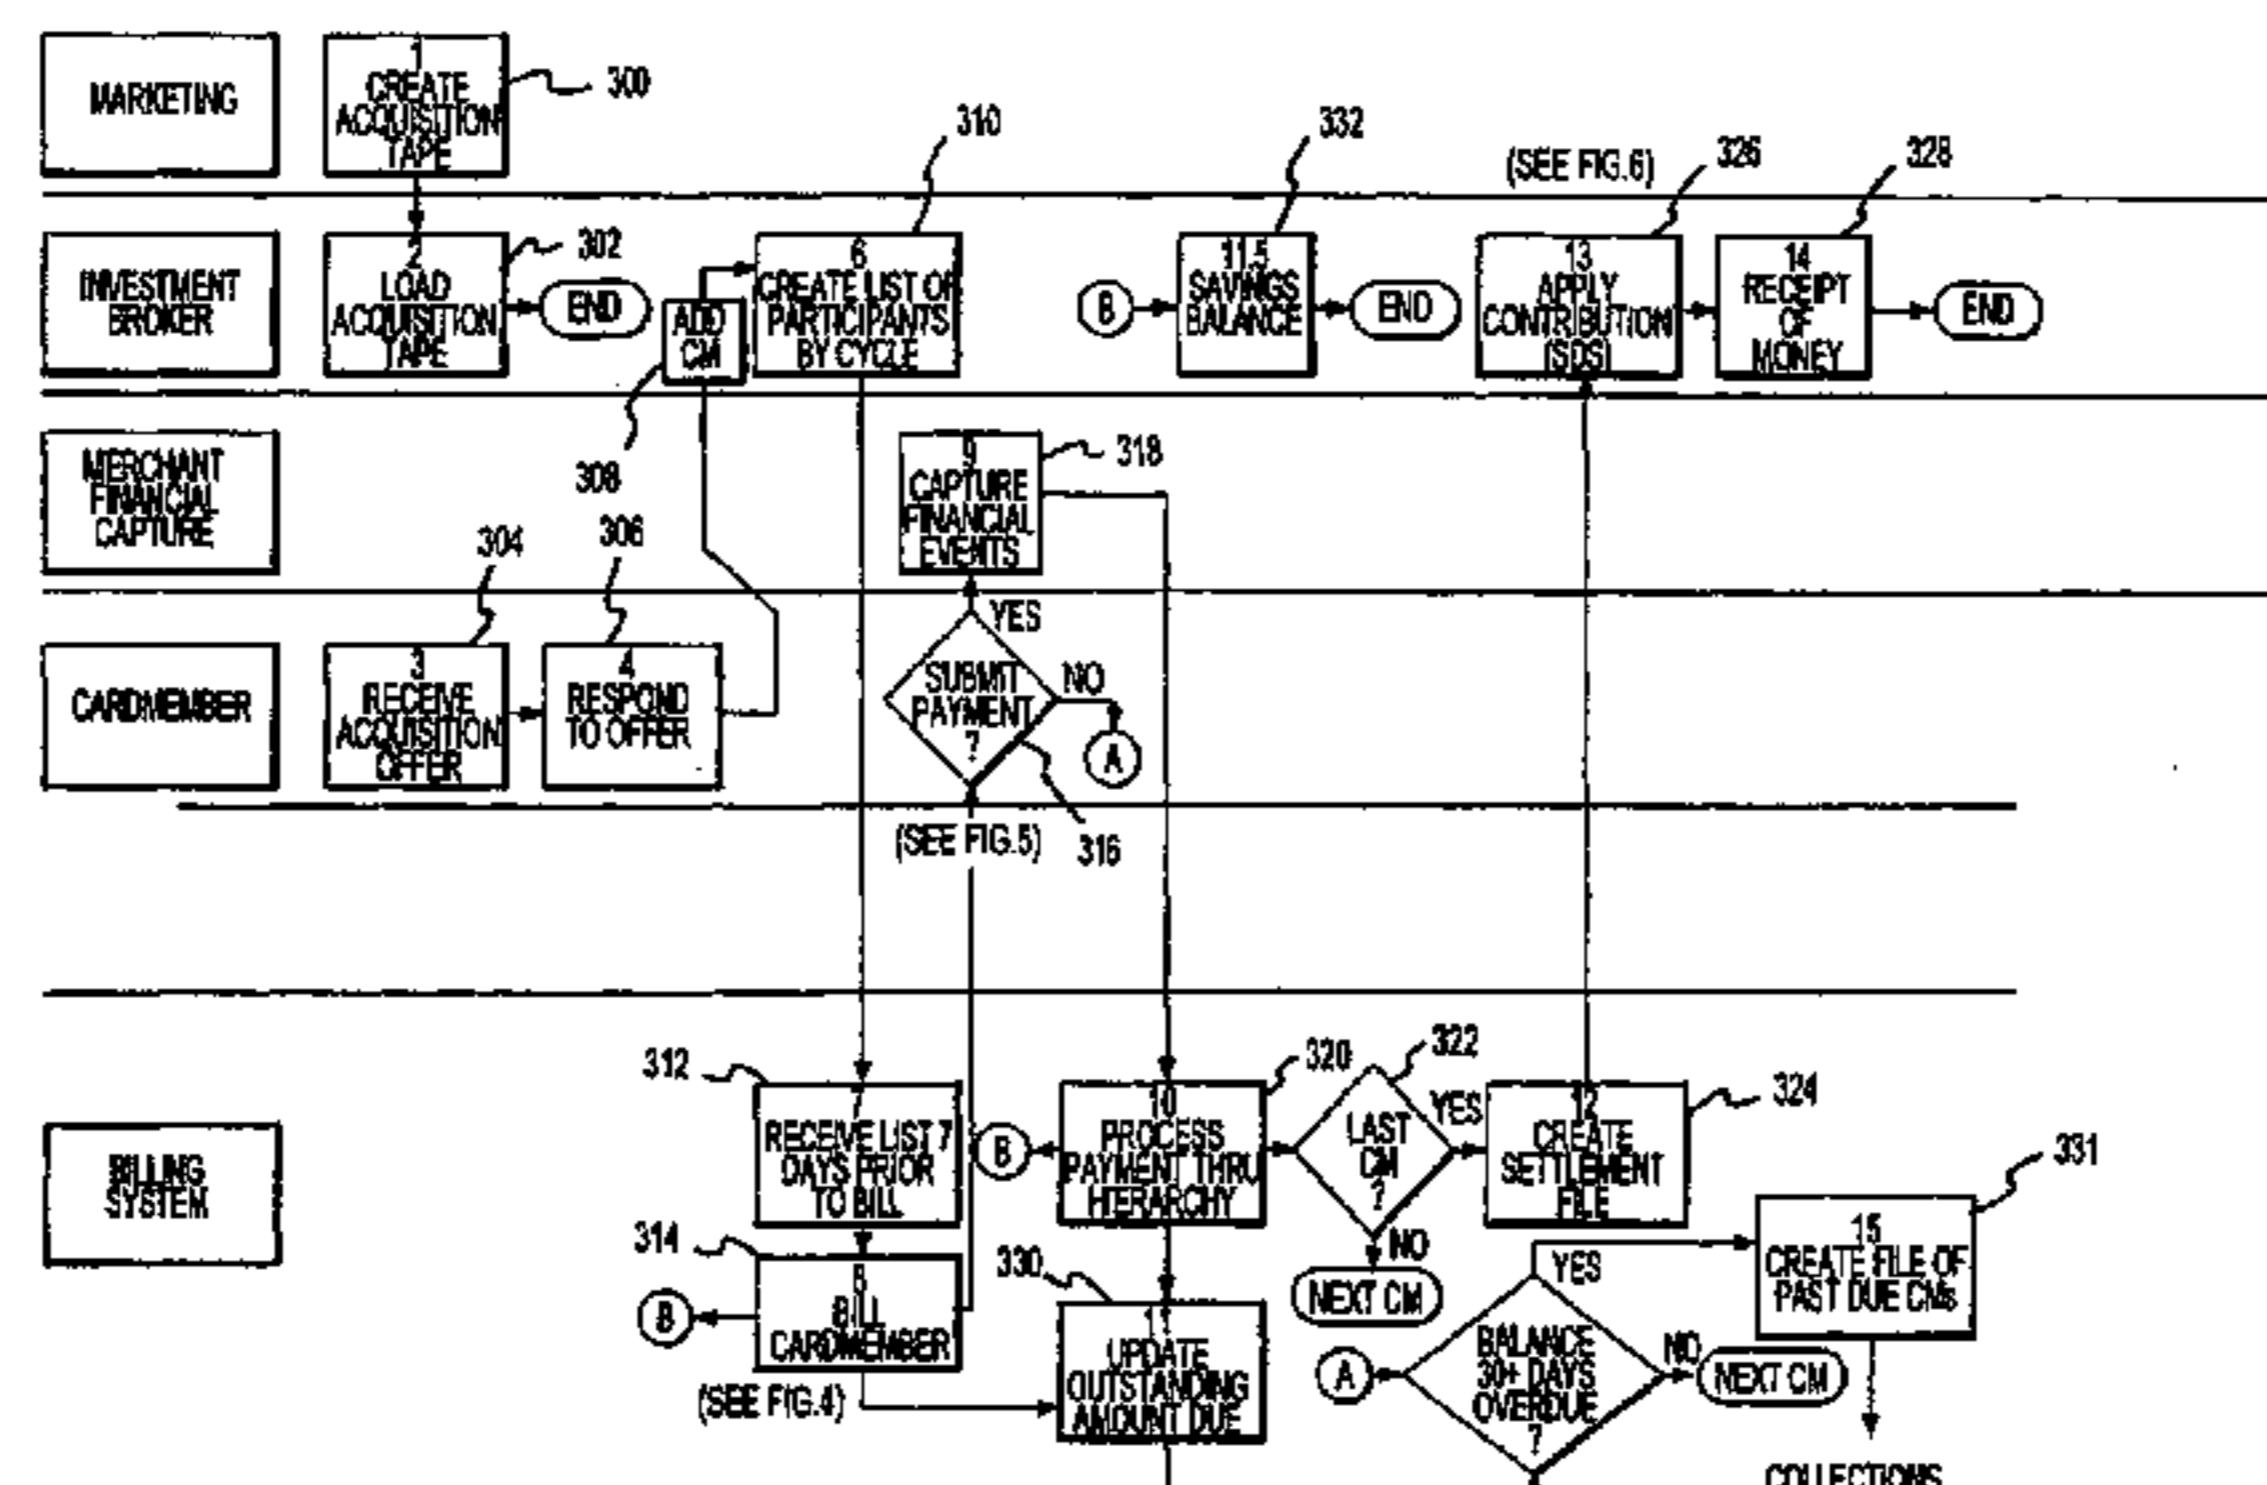 MARKETING
1
CREATE
ACQUISITION
TAPE
300
INVESTMENT
BROKER
2
LOAD
ACQUISITION
TAPE
302
END
ADD
CM
308
6
CREATE LIST OF
PARTICIPANTS
BY CYCLE
310
B
11.5
SAVINGS
BALANCE
332
END
(SEE FIG.6)
13
APPLY
CONTRIBUTION
(SDS)
326
14
RECEIPT
OF
MONEY
328
END
MERCHANT
FINANCIAL
CAPTURE
9
CAPTURE
FINANCIAL
EVENTS
318
CARDMEMBER
3
RECEIVE
ACQUISITION
OFFER
304
4
RESPOND
TO OFFER
306
YES
SUBMIT
PAYMENT
?
NO
A
(SEE FIG.5)
316
BILLING
SYSTEM
312
7
RECEIVE LIST 7
DAYS PRIOR
TO BILL
314
B
8
BILL
CARDMEMBER
(SEE FIG.4)
B
10
PROCESS
PAYMENT THRU
HIERARCHY
320
330
11
UPDATE
OUTSTANDING
AMOUNT DUE
322
LAST
CM
?
YES
NO
NEXT CM
12
CREATE
SETTLEMENT
FILE
324
A
YES
BALANCE
30+ DAYS
OVERDUE
?
NO
NEXT CM
331
15
CREATE FILE OF
PAST DUE CMs
COLLECTIONS